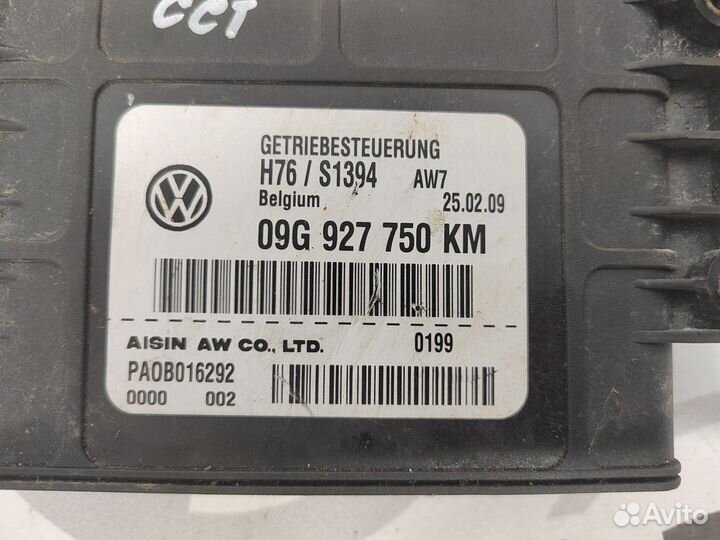 CCT
GETRIEBESTEUERUNG
H76 / S1394 AW7
Belgium 25.02.09
09G 927 750 KM
AISIN AW CO., LTD. 0199
PAOB016292
0000 002
Avito